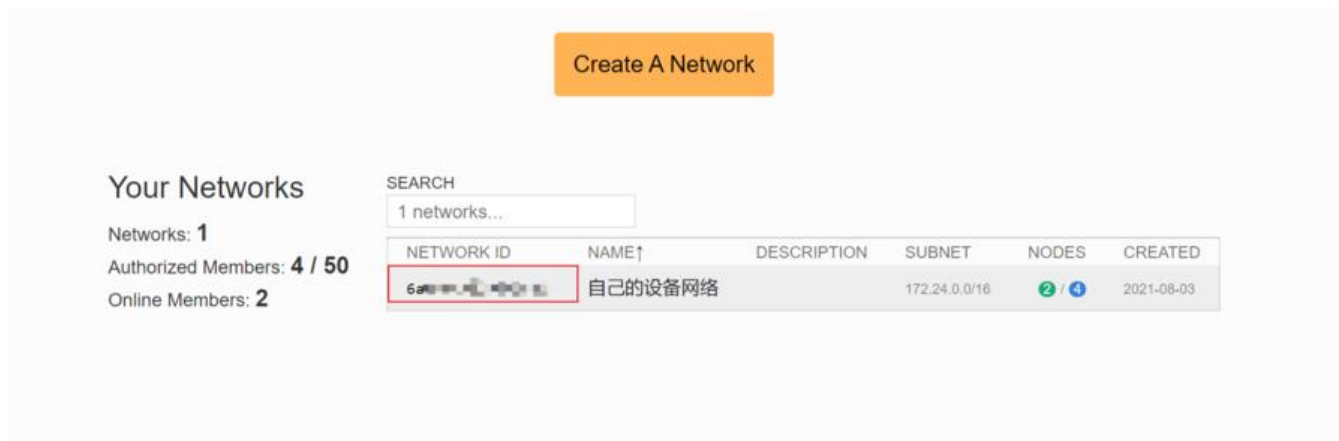 Create A Network
Your Networks
Networks: 1
Authorized Members: 4 / 50
Online Members: 2
SEARCH
1 networks...
NETWORK ID NAME↑ DESCRIPTION SUBNET NODES CREATED
自己的设备网络 172.24.0.0/16 2 / 4 2021-08-03